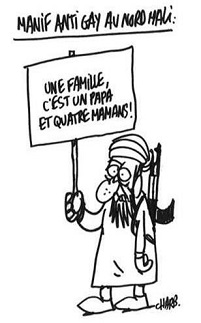 MANIF ANTI GAY AU NORD MALI :
UNE FAMILLE,
C'EST UN PAPA
ET QUATRE MAMANS !
CHARB.